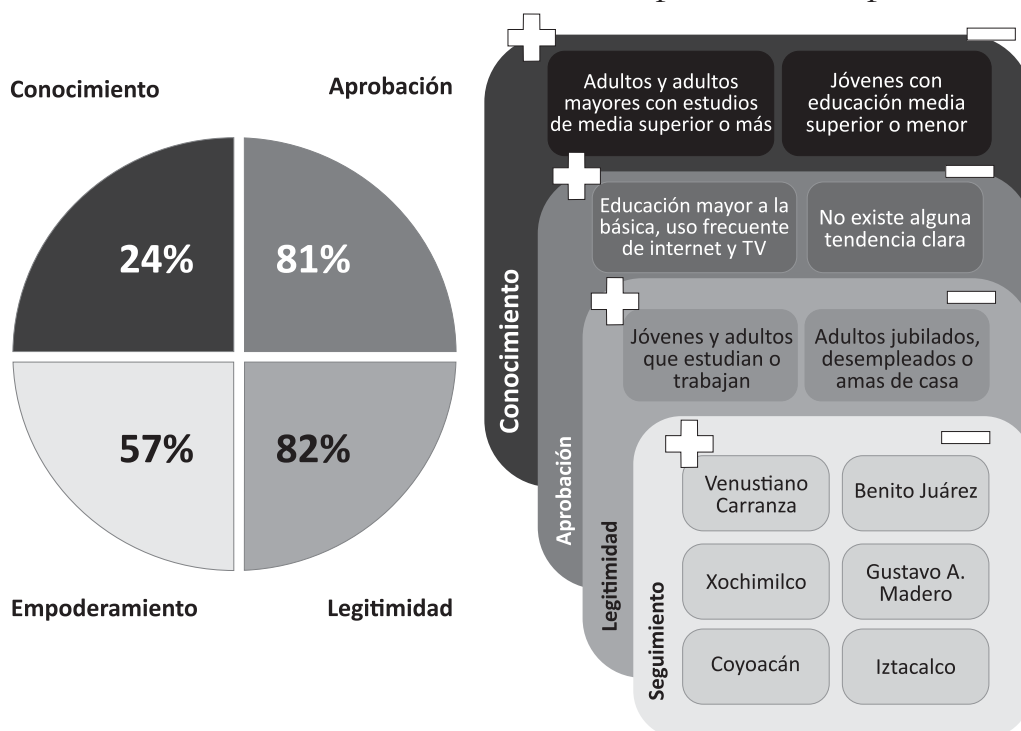 Conocimiento
Aprobación
24%
81%
57%
82%
Empoderamiento
Legitimidad
Conocimiento
Adultos y adultos
mayores con estudios
de media superior o más
Jóvenes con
educación media
superior o menor
Aprobación
Educación mayor a la
básica, uso frecuente
de internet y TV
No existe alguna
tendencia clara
Legitimidad
Jóvenes y adultos
que estudian o
trabajan
Adultos jubilados,
desempleados o
amas de casa
Seguimiento
Venustiano
Carranza
Benito Juárez
Xochimilco
Gustavo A.
Madero
Coyoacán
Iztacalco